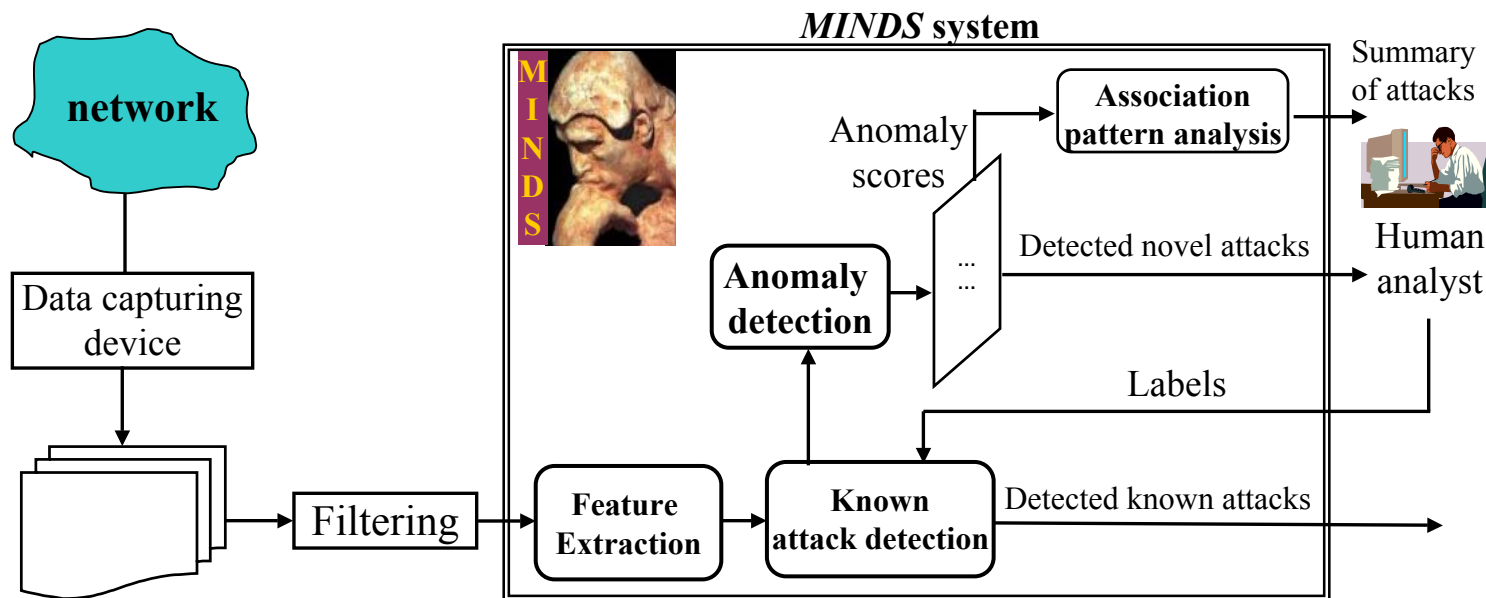 MINDS system
network
M
I
N
D
S
Association
pattern analysis
Summary
of attacks
Anomaly
scores
Detected novel attacks
Human
analyst
...
...
Anomaly
detection
Data capturing
device
Labels
Filtering
Feature
Extraction
Known
attack detection
Detected known attacks